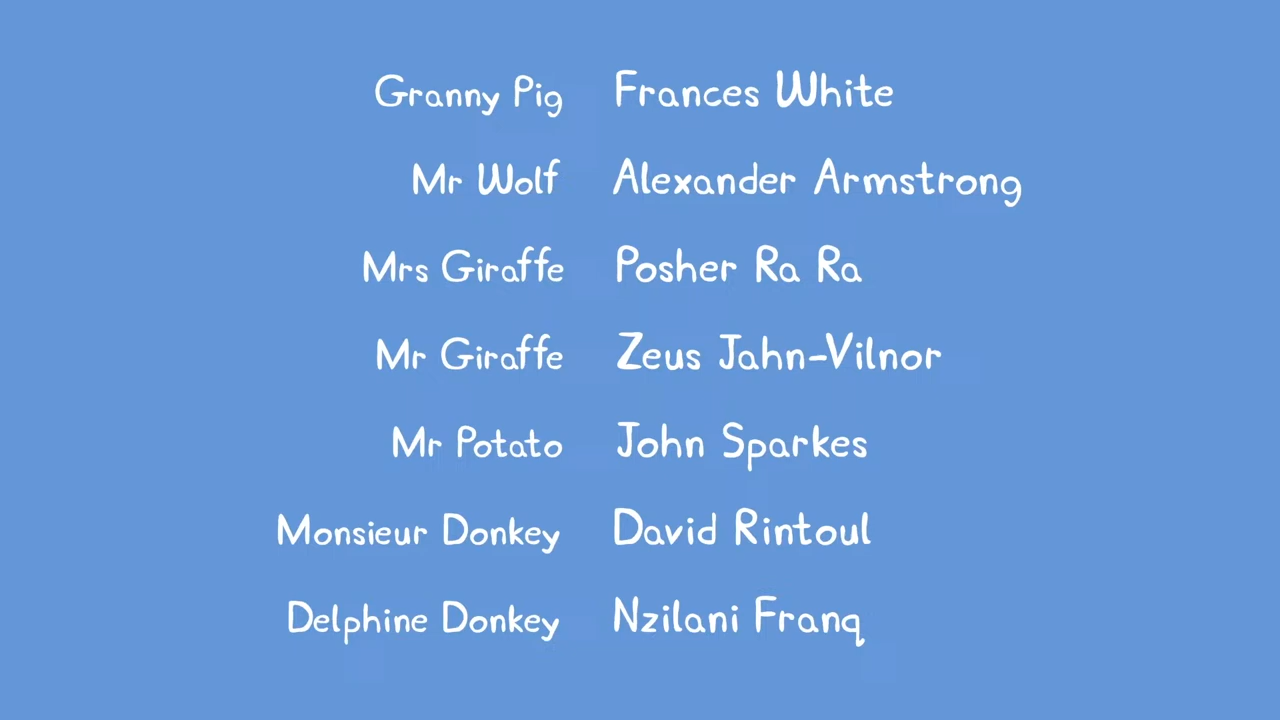 Granny Pig Frances White
Mr Wolf Alexander Armstrong
Mrs Giraffe Posher Ra Ra
Mr Giraffe Zeus Jahn-Vilnor
Mr Potato John Sparkes
Monsieur Donkey David Rintoul
Delphine Donkey Nzilani Franq